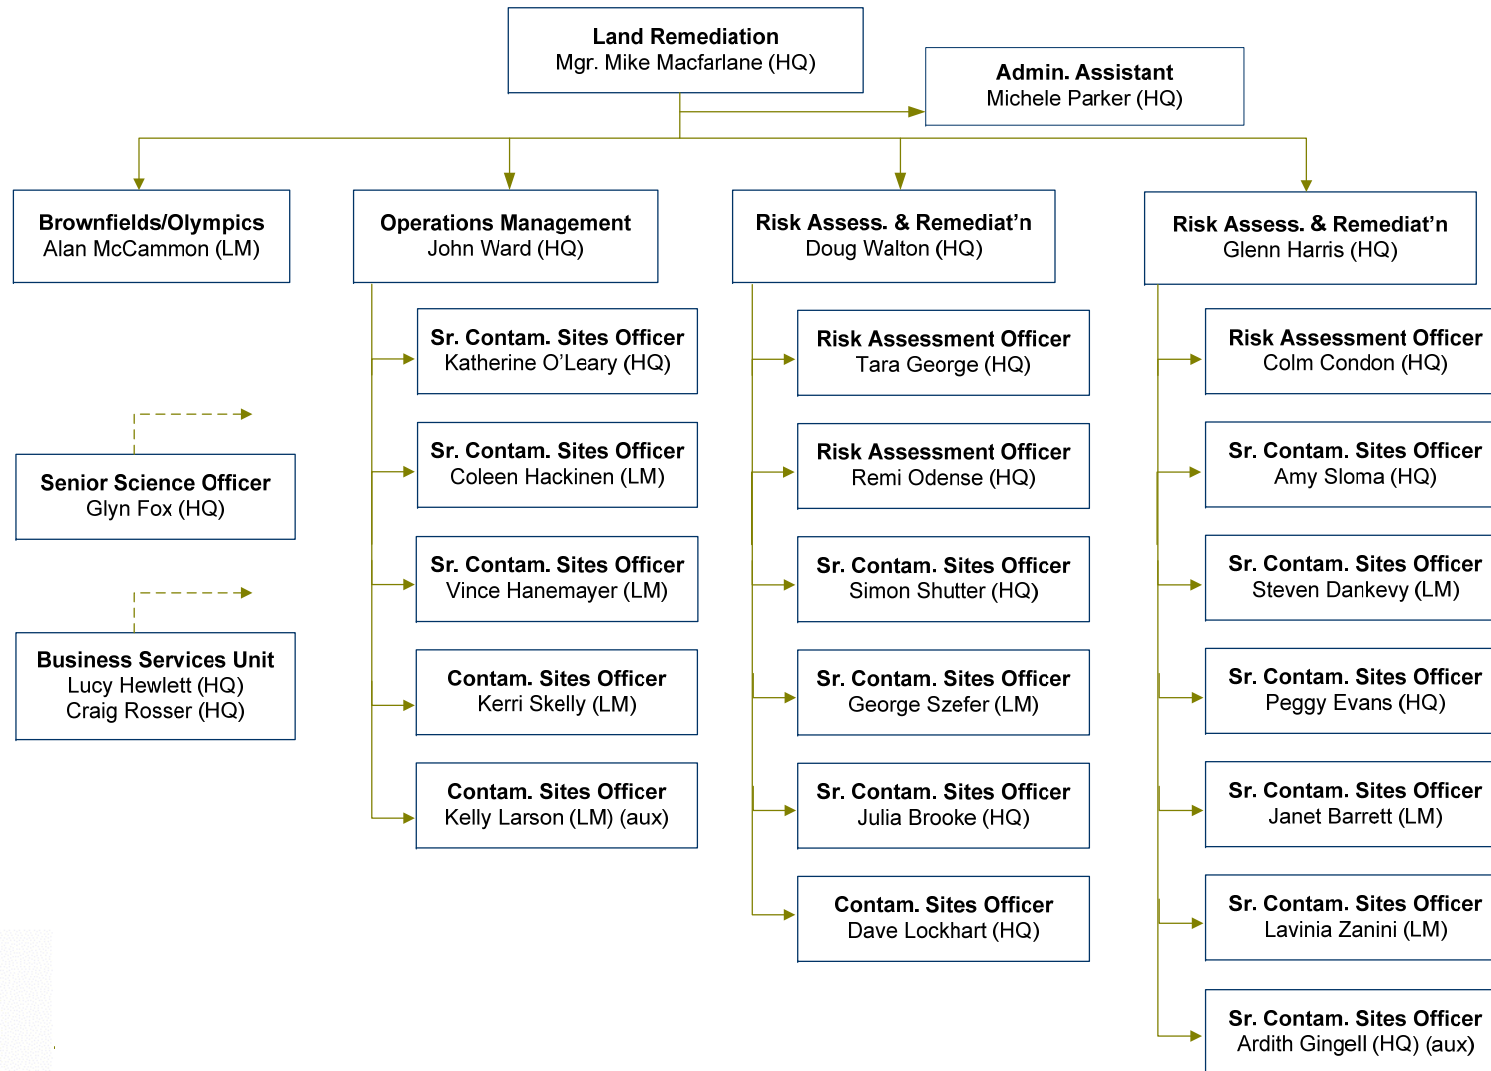 Land Remediation
Mgr. Mike Macfarlane (HQ)
Admin. Assistant
Michele Parker (HQ)
Brownfields/Olympics
Alan McCammon (LM)
Operations Management
John Ward (HQ)
Risk Assess. & Remediat’n
Doug Walton (HQ)
Risk Assess. & Remediat’n
Glenn Harris (HQ)
Senior Science Officer
Glyn Fox (HQ)
Business Services Unit
Lucy Hewlett (HQ)
Craig Rosser (HQ)
Sr. Contam. Sites Officer
Katherine O’Leary (HQ)
Sr. Contam. Sites Officer
Coleen Hackinen (LM)
Sr. Contam. Sites Officer
Vince Hanemayer (LM)
Contam. Sites Officer
Kerri Skelly (LM)
Contam. Sites Officer
Kelly Larson (LM) (aux)
Risk Assessment Officer
Tara George (HQ)
Risk Assessment Officer
Remi Odense (HQ)
Sr. Contam. Sites Officer
Simon Shutter (HQ)
Sr. Contam. Sites Officer
George Szefer (LM)
Sr. Contam. Sites Officer
Julia Brooke (HQ)
Contam. Sites Officer
Dave Lockhart (HQ)
Risk Assessment Officer
Colm Condon (HQ)
Sr. Contam. Sites Officer
Amy Sloma (HQ)
Sr. Contam. Sites Officer
Steven Dankevy (LM)
Sr. Contam. Sites Officer
Peggy Evans (HQ)
Sr. Contam. Sites Officer
Janet Barrett (LM)
Sr. Contam. Sites Officer
Lavinia Zanini (LM)
Sr. Contam. Sites Officer
Ardith Gingell (HQ) (aux)